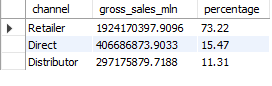 channel gross_sales_mln percentage
Retailer 1924170397.9096 73.22
Direct 406686873.9033 15.47
Distributor 297175879.7188 11.31